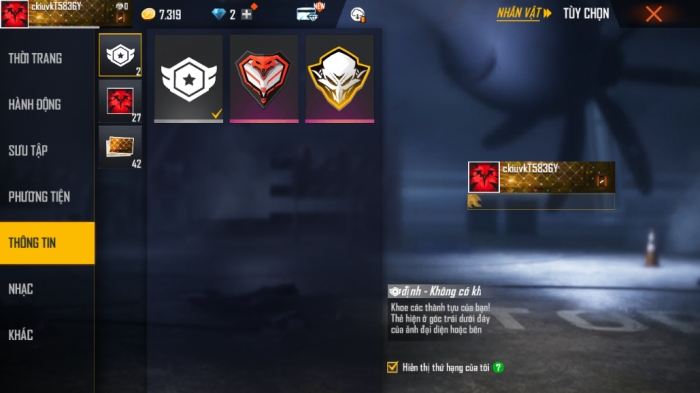 ckiuvkT5836Y 0 7.319 2 NEW NHÂN VẬT TÙY CHỌN
THỜI TRANG
HÀNH ĐỘNG
SƯU TẬP
PHƯƠNG TIỆN
THÔNG TIN
NHẠC
KHÁC
2
27
42
ckiuvkT5836Y
định - Không có kh
Khoe các thành tựu của bạn!
Thể hiện ở góc trái dưới đáy
của ảnh đại diện hoặc bên
Hiển thị thứ hạng của tôi ?